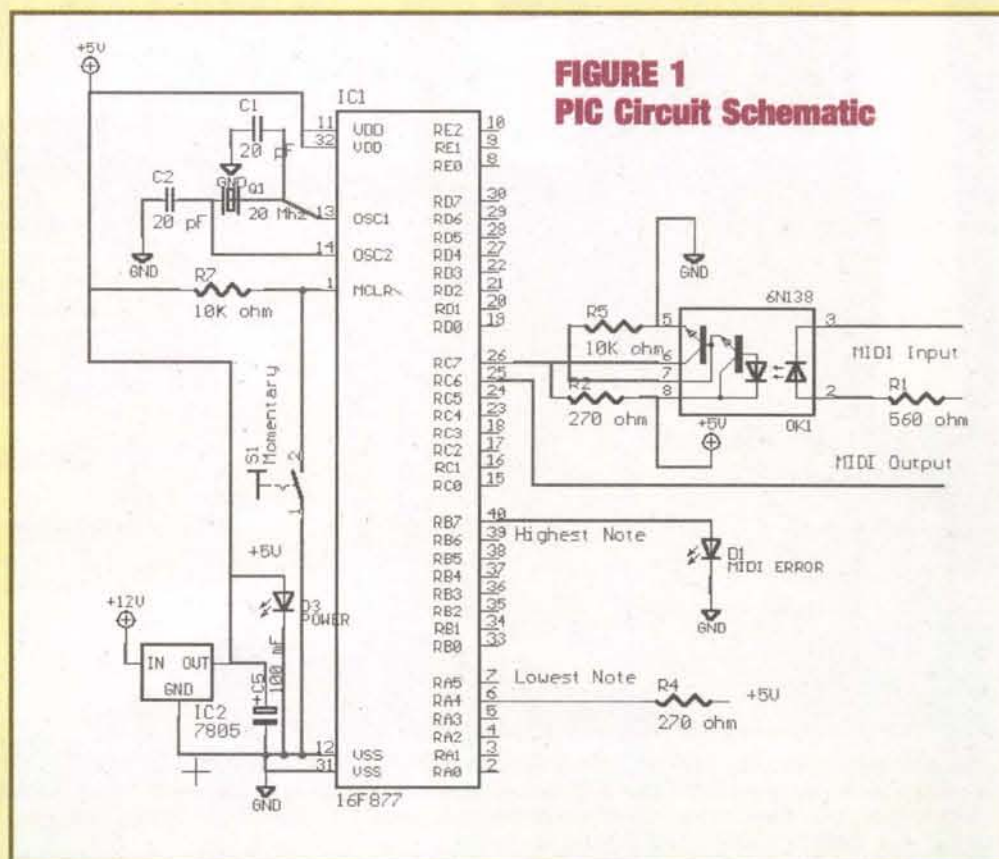 FIGURE 1
PIC Circuit Schematic
+5V
IC1
C1
20 pF
GND
C2
20 pF
Q1
20 Mhz
GND
R7
10K ohm
11 VDD
32 VDD
13 OSC1
14 OSC2
1 MCLR\
RE2 10
RE1 9
RE0 8
RD7 30
RD6 29
RD5 28
RD4 27
RD3 22
RD2 21
RD1 20
RD0 19
RC7 26
RC6 25
RC5 24
RC4 23
RC3 18
RC2 17
RC1 16
RC0 15
RB7 40
RB6 39
RB5 38
RB4 37
RB3 36
RB2 35
RB1 34
RB0 33
RA5 7
RA4 6
RA3 5
RA2 4
RA1 3
RA0 2
12 VSS
31 VSS
16F877
GND
6N138
R5
10K ohm
5
6
7
8
3
2
MIDI Input
R2
270 ohm
+5V
OK1
R1
560 ohm
MIDI Output
Highest Note
D1
MIDI ERROR
GND
Lowest Note
R4
270 ohm
+5V
S1
Momentary
2
1
+5V
D3
POWER
+12V
IN OUT
GND
IC2
7805
+C5
100 mF
GND